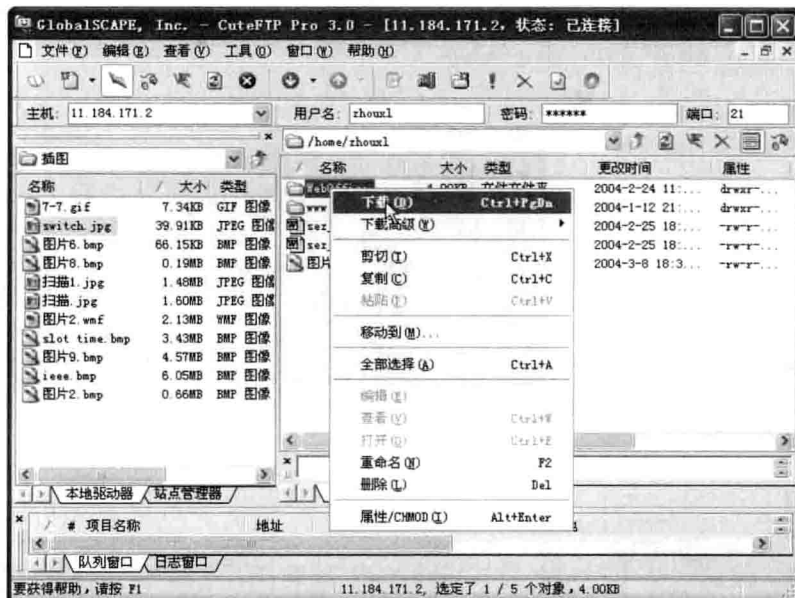 GlobalSCAPE, Inc. - CuteFTP Pro 3.0 - [11.184.171.2, 状态: 已连接]
文件(F) 编辑(E) 查看(V) 工具(O) 窗口(W) 帮助(H)
主机: 11.184.171.2 用户名: zhouxl 密码: ****** 端口: 21
插图
/home/zhouxl
名称 / 大小 类型
7-7.gif 7.34KB GIF 图像
switch.jpg 39.91KB JPEG 图像
图片6.bmp 66.15KB BMP 图像
图片8.bmp 0.19MB BMP 图像
扫描1.jpg 1.48MB JPEG 图像
扫描.jpg 1.60MB JPEG 图像
图片2.wmf 2.13MB WMF 图像
slot time.bmp 3.43MB BMP 图像
图片9.bmp 4.57MB BMP 图像
ieee.bmp 6.05MB BMP 图像
图片2.bmp 0.66MB BMP 图像
/ 名称 大小 类型 更改时间 属性
4.00KB 文件文件夹 2004-2-24 11:... drwxr-...
www 2004-1-12 21:... drwxr-...
ser_ 2004-2-25 18:... -rw-r-...
ser_ 2004-2-25 18:... -rw-r-...
图片 2004-3-8 18:3... -rw-r-...
下载(D) Ctrl+PgDn
下载高级(W)
剪切(T) Ctrl+X
复制(C) Ctrl+C
粘贴(P) Ctrl+V
移动到(M)...
全部选择(A) Ctrl+A
编辑(E)
查看(V) Ctrl+W
打开(O) Ctrl+E
重命名(N) F2
删除(L) Del
属性/CHMOD(I) Alt+Enter
本地驱动器 站点管理器
/ # 项目名称 地址
队列窗口 日志窗口
要获得帮助,请按 F1
11.184.171.2, 选定了 1 / 5 个对象, 4.00KB